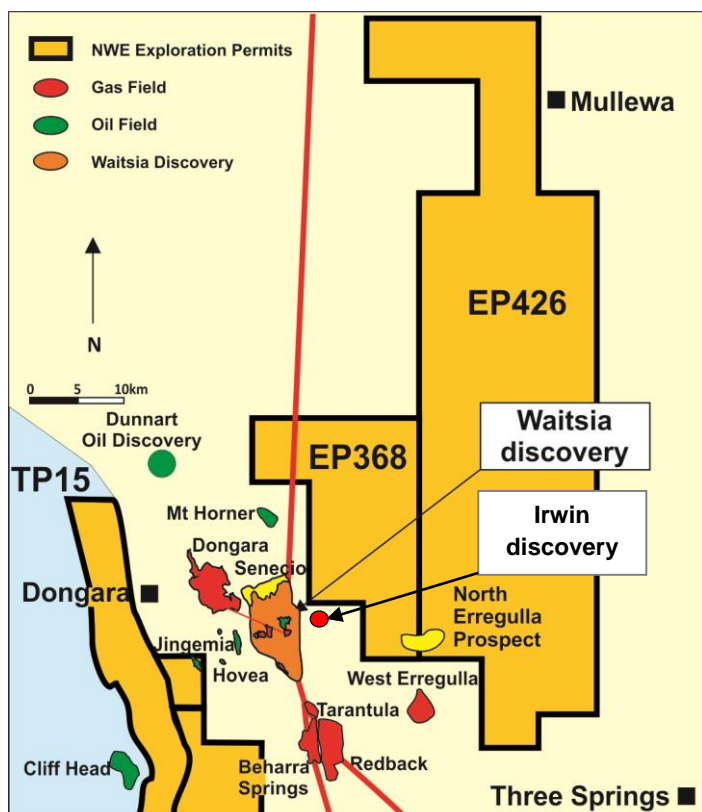 NWE Exploration Permits
Gas Field
Oil Field
Waitsia Discovery
Mullewa
EP426
N
0 5 10km
Dunnart
Oil Discovery
Waitsia
discovery
EP368
TP15
Irwin
discovery
Mt Horner
Dongara
Senecio
Dongara
North
Erregulla
Prospect
Jingemia
Hovea
West Erregulla
Tarantula
Cliff Head
Beharra
Springs
Redback
Three Springs